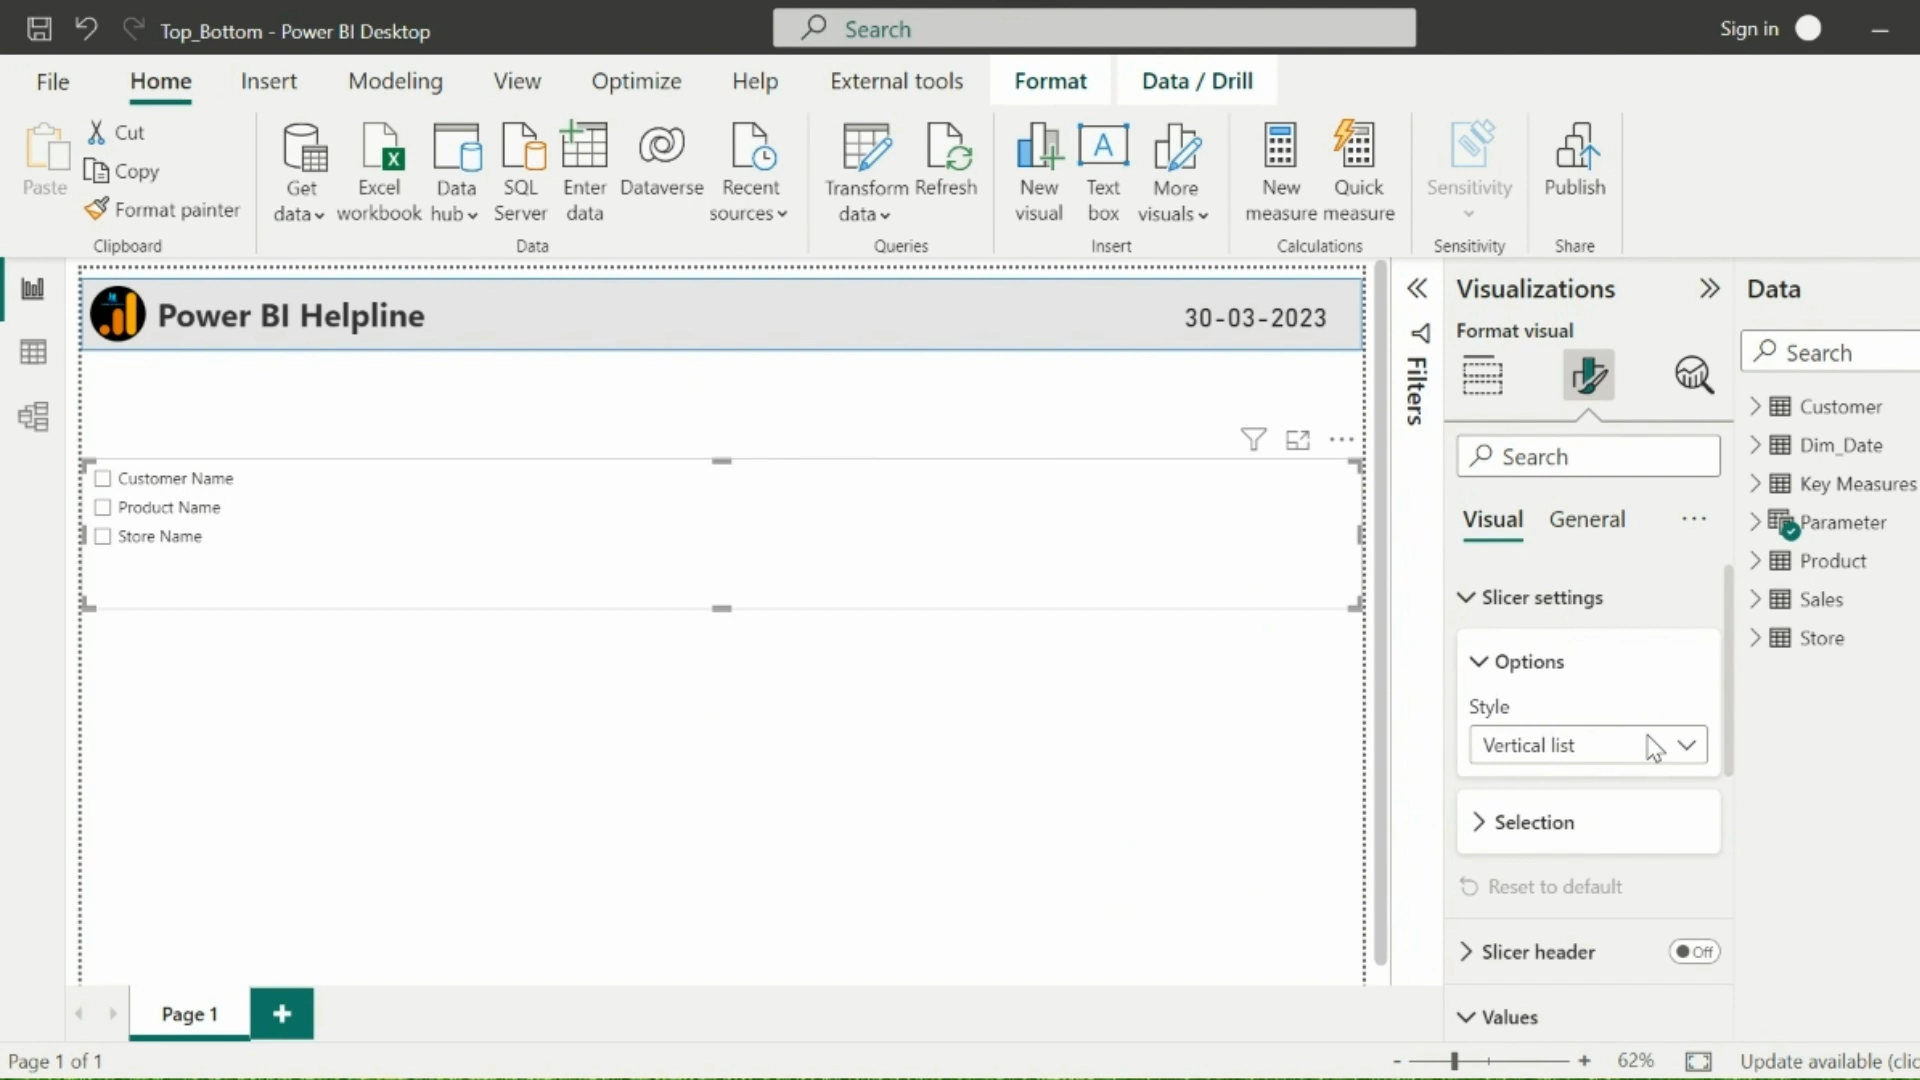 Top_Bottom - Power BI Desktop
Search
Sign in
File
Home
Insert
Modeling
View
Optimize
Help
External tools
Format
Data / Drill
Paste
Cut
Copy
Format painter
Clipboard
Get
data
Excel
workbook
Data
hub
SQL
Server
Enter
data
Dataverse
Recent
sources
Data
Transform
data
Refresh
Queries
New
visual
Text
box
More
visuals
Insert
New
measure
Quick
measure
Calculations
Sensitivity
Sensitivity
Publish
Share
Power BI Helpline
30-03-2023
Customer Name
Product Name
Store Name
Filters
Visualizations
Format visual
Search
Visual
General
Slicer settings
Options
Style
Vertical list
Selection
Reset to default
Slicer header
Off
Values
Data
Search
Customer
Dim_Date
Key Measures
Parameter
Product
Sales
Store
Page 1
Page 1 of 1
- + 62%
Update available (clic